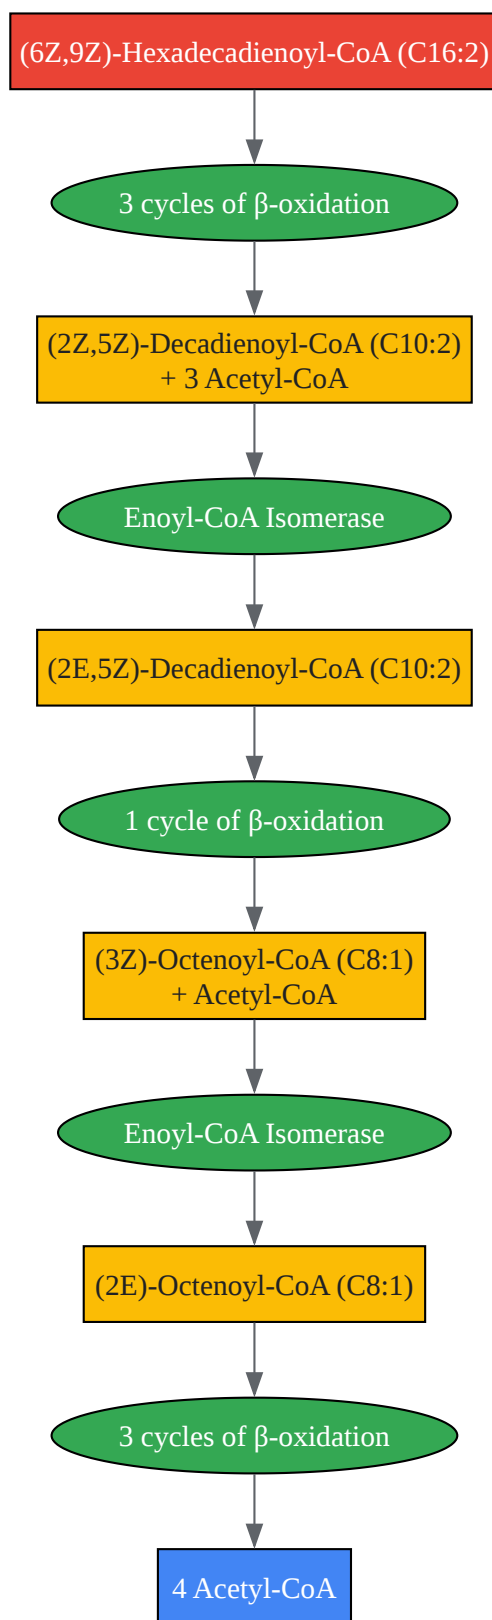 (6Z,9Z)-Hexadecadienoyl-CoA (C16:2)
3 cycles of β-oxidation
(2Z,5Z)-Decadienoyl-CoA (C10:2)
+ 3 Acetyl-CoA
Enoyl-CoA Isomerase
(2E,5Z)-Decadienoyl-CoA (C10:2)
1 cycle of β-oxidation
(3Z)-Octenoyl-CoA (C8:1)
+ Acetyl-CoA
Enoyl-CoA Isomerase
(2E)-Octenoyl-CoA (C8:1)
3 cycles of β-oxidation
4 Acetyl-CoA